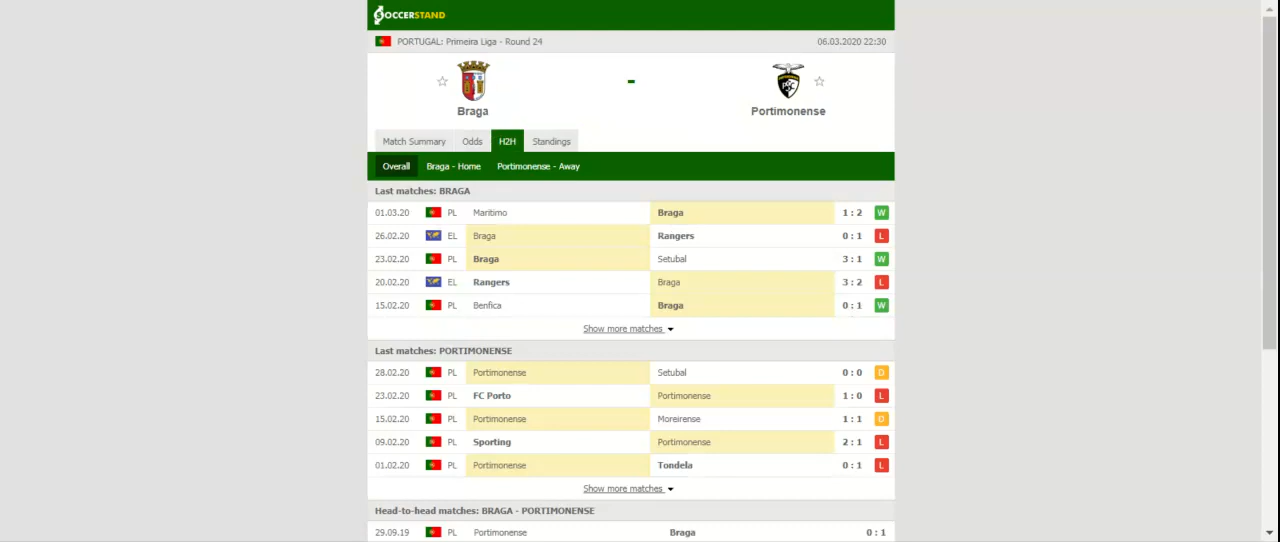 SOCCERSTAND
PORTUGAL: Primeira Liga - Round 24 06.03.2020 22:30
-
Braga Portimonense
Match Summary Odds H2H Standings
Overall Braga - Home Portimonense - Away
Last matches: BRAGA
01.03.20 PL Maritimo Braga 1 : 2 W
26.02.20 EL Braga Rangers 0 : 1 L
23.02.20 PL Braga Setubal 3 : 1 W
20.02.20 EL Rangers Braga 3 : 2 L
15.02.20 PL Benfica Braga 0 : 1 W
Show more matches
Last matches: PORTIMONENSE
28.02.20 PL Portimonense Setubal 0 : 0 D
23.02.20 PL FC Porto Portimonense 1 : 0 L
15.02.20 PL Portimonense Moreirense 1 : 1 D
09.02.20 PL Sporting Portimonense 2 : 1 L
01.02.20 PL Portimonense Tondela 0 : 1 L
Show more matches
Head-to-head matches: BRAGA - PORTIMONENSE
29.09.19 PL Portimonense Braga 0 : 1